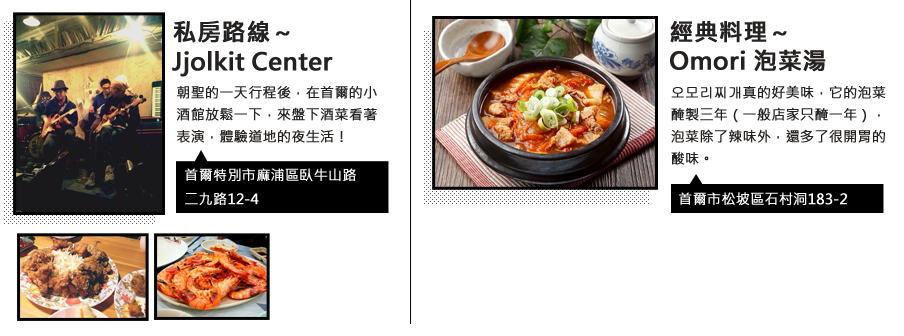 私房路線～
Jjolkit Center
朝聖的一天行程後，在首爾的小
酒館放鬆一下，來盤下酒菜看著
表演，體驗道地的夜生活！
首爾特別市麻浦區臥牛山路
二九路12-4
經典料理～
Omori 泡菜湯
오모리찌개真的好美味，它的泡菜
醃製三年（一般店家只醃一年），
泡菜除了辣味外，還多了很開胃的
酸味。
首爾市松坡區石村洞183-2